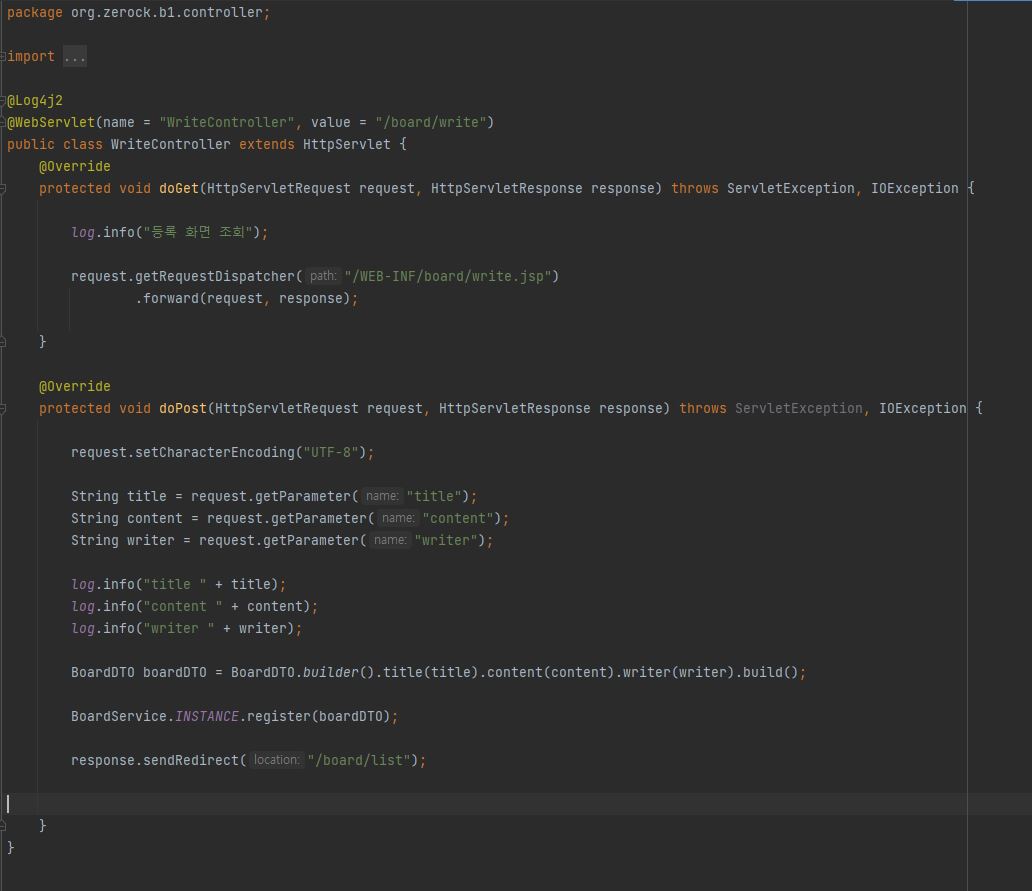 package org.zerock.b1.controller;
import ...
@Log4j2
@WebServlet(name = "WriteController", value = "/board/write")
public class WriteController extends HttpServlet {
@Override
protected void doGet(HttpServletRequest request, HttpServletResponse response) throws ServletException, IOException {
log.info("등록 화면 조회");
request.getRequestDispatcher( path: "/WEB-INF/board/write.jsp")
.forward(request, response);
}
@Override
protected void doPost(HttpServletRequest request, HttpServletResponse response) throws ServletException, IOException {
request.setCharacterEncoding("UTF-8");
String title = request.getParameter( name: "title");
String content = request.getParameter( name: "content");
String writer = request.getParameter( name: "writer");
log.info("title " + title);
log.info("content " + content);
log.info("writer " + writer);
BoardDTO boardDTO = BoardDTO.builder().title(title).content(content).writer(writer).build();
BoardService.INSTANCE.register(boardDTO);
response.sendRedirect( location: "/board/list");
}
}